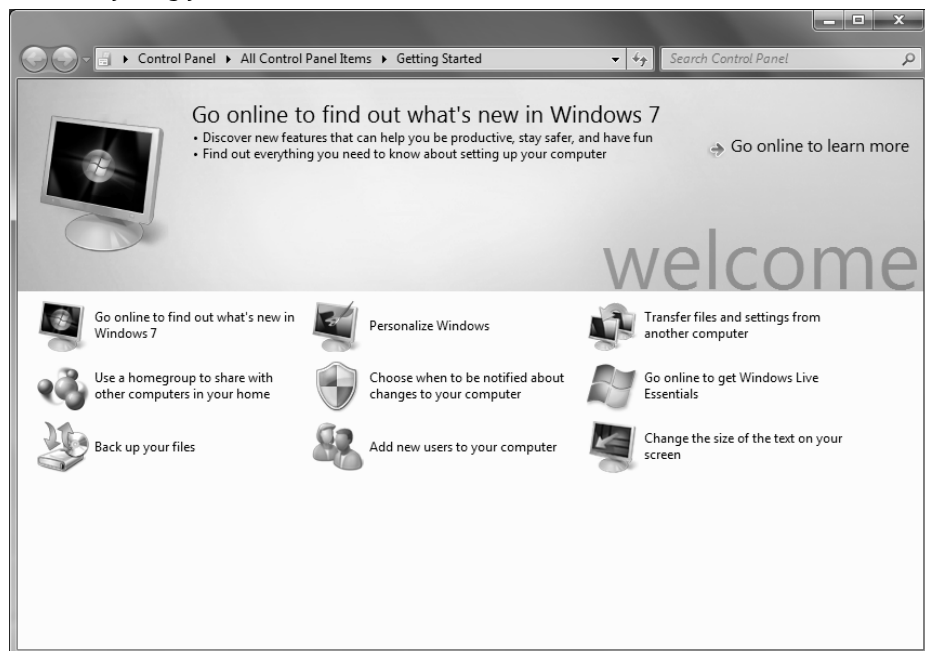 Control Panel ▸ All Control Panel Items ▸ Getting Started
Search Control Panel
Go online to find out what's new in Windows 7
• Discover new features that can help you be productive, stay safer, and have fun
• Find out everything you need to know about setting up your computer
Go online to learn more
welcome
Go online to find out what's new in
Windows 7
Personalize Windows
Transfer files and settings from
another computer
Use a homegroup to share with
other computers in your home
Choose when to be notified about
changes to your computer
Go online to get Windows Live
Essentials
Back up your files
Add new users to your computer
Change the size of the text on your
screen